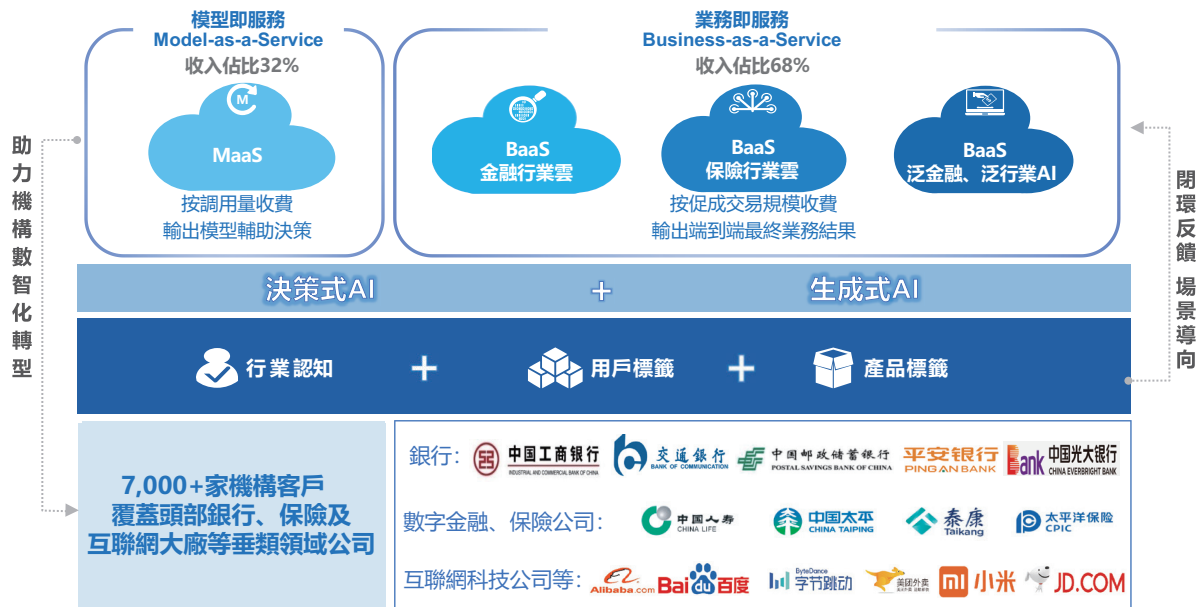 模型即服務
Model-as-a-Service
收入佔比32%
M
MaaS
按調用量收費
輸出模型輔助決策
業務即服務
Business-as-a-Service
收入佔比68%
BaaS
金融行業雲
BaaS
保險行業雲
BaaS
泛金融、泛行業AI
按促成交易規模收費
輸出端到端最終業務結果
助力機構數智化轉型
閉環反饋 場景導向
決策式AI + 生成式AI
行業認知 + 用戶標籤 + 產品標籤
7,000+家機構客戶
覆蓋頭部銀行、保險及
互聯網大廠等垂類領域公司
銀行：
中国工商银行
INDUSTRIAL AND COMMERCIAL BANK OF CHINA
交通銀行
BANK OF COMMUNICATION
中国邮政储蓄银行
POSTAL SAVINGS BANK OF CHINA
平安银行
PING AN BANK
Bank
中国光大银行
CHINA EVERBRIGHT BANK
數字金融、保險公司：
中国人寿
CHINA LIFE
中国太平
CHINA TAIPING
泰康
Taikang
太平洋保险
CPIC
互聯網科技公司等：
Alibaba.com
Bai du 百度
ByteDance
字节跳动
美团外卖
mi 小米
JD.COM